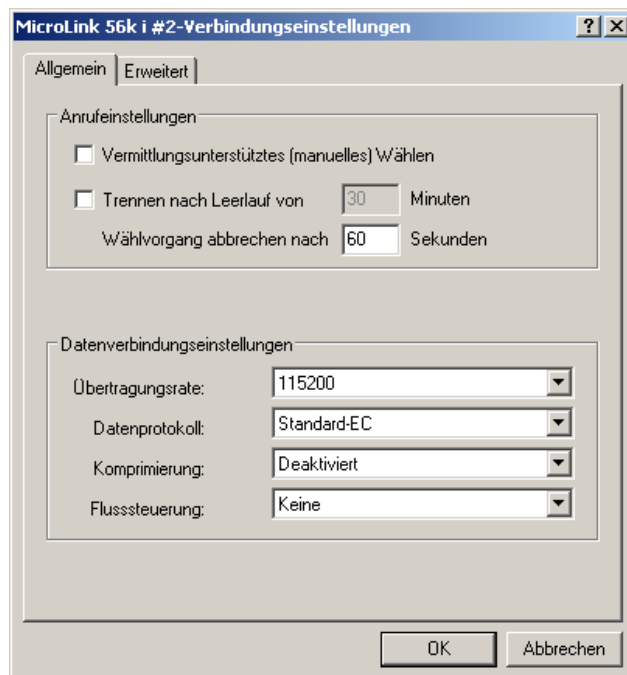 MicroLink 56k i #2-Verbindungseinstellungen
Allgemein Erweitert
Anrufeinstellungen
Vermittlungsunterstütztes (manuelles) Wählen
Trennen nach Leerlauf von 30 Minuten
Wählvorgang abbrechen nach 60 Sekunden
Datenverbindungseinstellungen
Übertragungsrate: 115200
Datenprotokoll: Standard-EC
Komprimierung: Deaktiviert
Flusssteuerung: Keine
OK Abbrechen